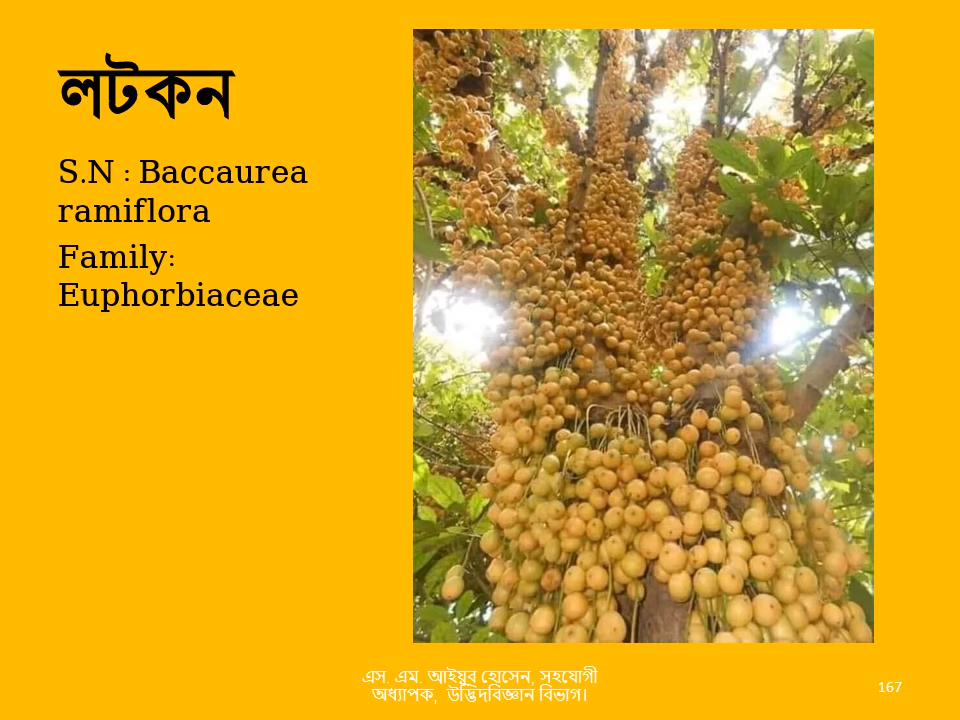 লটকন
S.N : Baccaurea
ramiflora
Family:
Euphorbiaceae
এস. এম. আইয়ুব হোসেন, সহযোগী
অধ্যাপক, উদ্ভিদবিজ্ঞান বিভাগ।
167